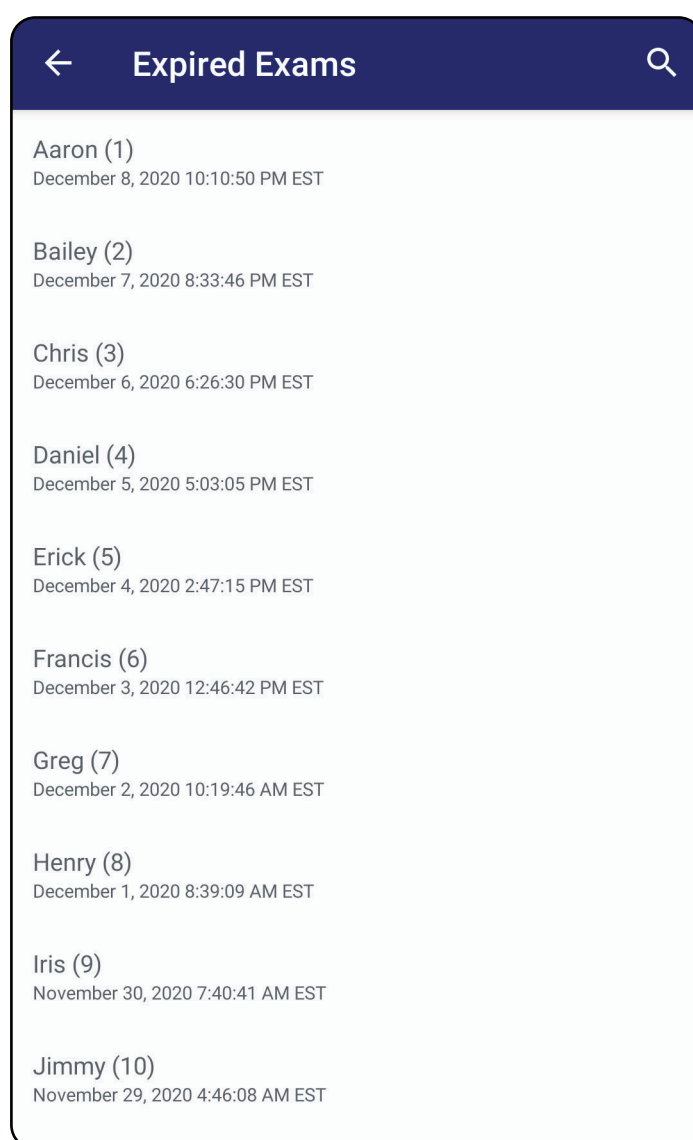 Expired Exams
Aaron (1)
December 8, 2020 10:10:50 PM EST
Bailey (2)
December 7, 2020 8:33:46 PM EST
Chris (3)
December 6, 2020 6:26:30 PM EST
Daniel (4)
December 5, 2020 5:03:05 PM EST
Erick (5)
December 4, 2020 2:47:15 PM EST
Francis (6)
December 3, 2020 12:46:42 PM EST
Greg (7)
December 2, 2020 10:19:46 AM EST
Henry (8)
December 1, 2020 8:39:09 AM EST
Iris (9)
November 30, 2020 7:40:41 AM EST
Jimmy (10)
November 29, 2020 4:46:08 AM EST